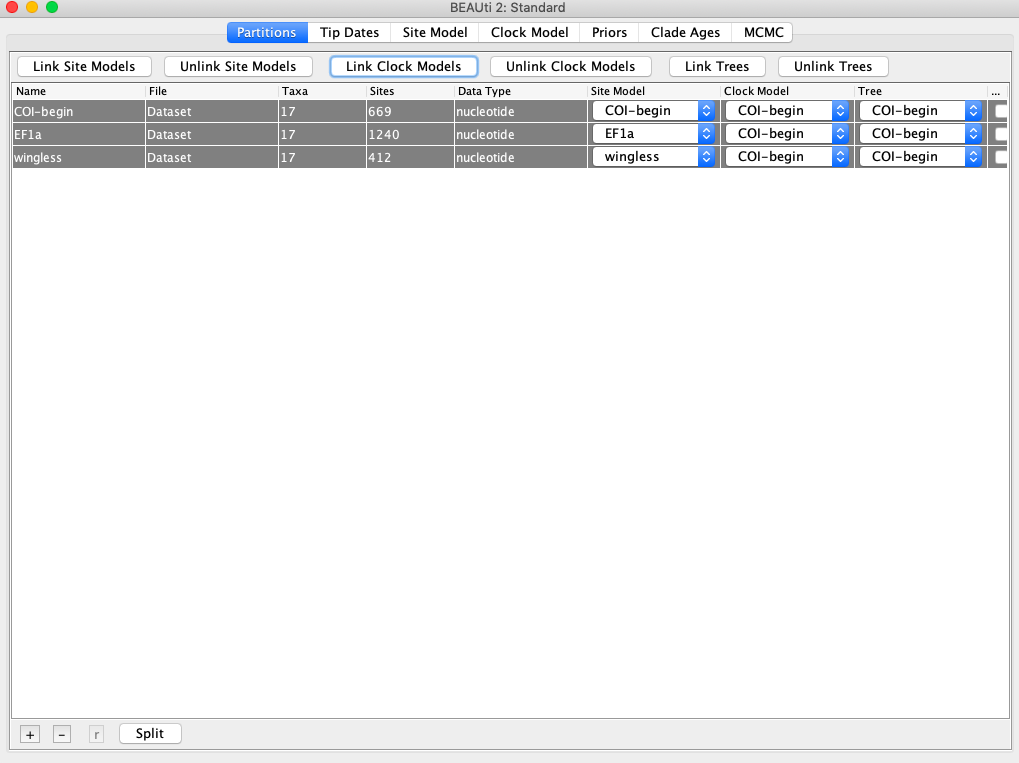 BEAUti 2: Standard
Partitions Tip Dates Site Model Clock Model Priors Clade Ages MCMC
Link Site Models Unlink Site Models Link Clock Models Unlink Clock Models Link Trees Unlink Trees
Name File Taxa Sites Data Type Site Model Clock Model Tree ...
COI-begin Dataset 17 669 nucleotide COI-begin COI-begin COI-begin
EF1a Dataset 17 1240 nucleotide EF1a COI-begin COI-begin
wingless Dataset 17 412 nucleotide wingless COI-begin COI-begin
+ - r Split